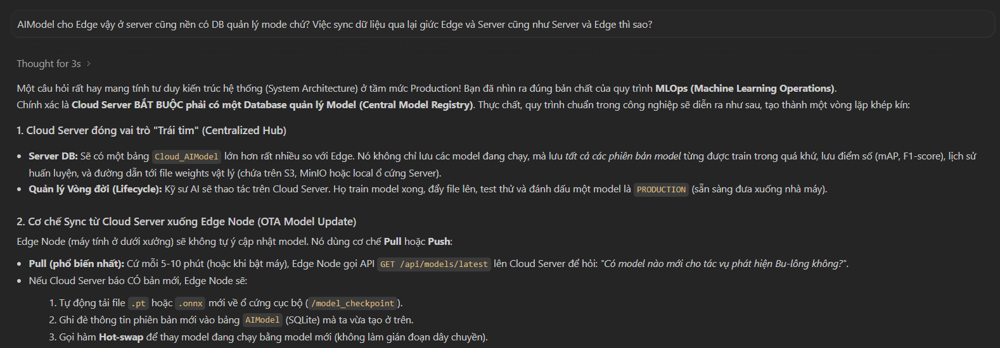 AIModel cho Edge vậy ở server cũng nền có DB quản lý mode chứ? Việc sync dữ liệu qua lại giức Edge và Server cũng như Server và Edge thì sao?
Thought for 3s >
Một câu hỏi rất hay mang tính tư duy kiến trúc hệ thống (System Architecture) ở tầm mức Production! Bạn đã nhìn ra đúng bản chất của quy trình MLOps (Machine Learning Operations).
Chính xác là Cloud Server BẮT BUỘC phải có một Database quản lý Model (Central Model Registry). Thực chất, quy trình chuẩn trong công nghiệp sẽ diễn ra như sau, tạo thành một vòng lặp khép kín:
1. Cloud Server đóng vai trò "Trái tim" (Centralized Hub)
• Server DB: Sẽ có một bảng Cloud_AIModel lớn hơn rất nhiều so với Edge. Nó không chỉ lưu các model đang chạy, mà lưu tất cả các phiên bản model từng được train trong quá khứ, lưu điểm số (mAP, F1-score), lịch sử
huấn luyện, và đường dẫn tới file weights vật lý (chứa trên S3, MinIO hoặc local ổ cứng Server).
• Quản lý Vòng đời (Lifecycle): Kỹ sư AI sẽ thao tác trên Cloud Server. Họ train model xong, đẩy file lên, test thử và đánh dấu một model là PRODUCTION (sẵn sàng đưa xuống nhà máy).
2. Cơ chế Sync từ Cloud Server xuống Edge Node (OTA Model Update)
Edge Node (máy tính ở dưới xưởng) sẽ không tự ý cập nhật model. Nó dùng cơ chế Pull hoặc Push:
• Pull (phổ biến nhất): Cứ mỗi 5-10 phút (hoặc khi bật máy), Edge Node gọi API GET /api/models/latest lên Cloud Server để hỏi: "Có model nào mới cho tác vụ phát hiện Bu-lông không?".
• Nếu Cloud Server báo CÓ bản mới, Edge Node sẽ:
1. Tự động tải file .pt hoặc .onnx mới về ổ cứng cục bộ (/model_checkpoint).
2. Ghi đè thông tin phiên bản mới vào bảng AIModel (SQLite) mà ta vừa tạo ở trên.
3. Gọi hàm Hot-swap để thay model đang chạy bằng model mới (không làm gián đoạn dây chuyền).